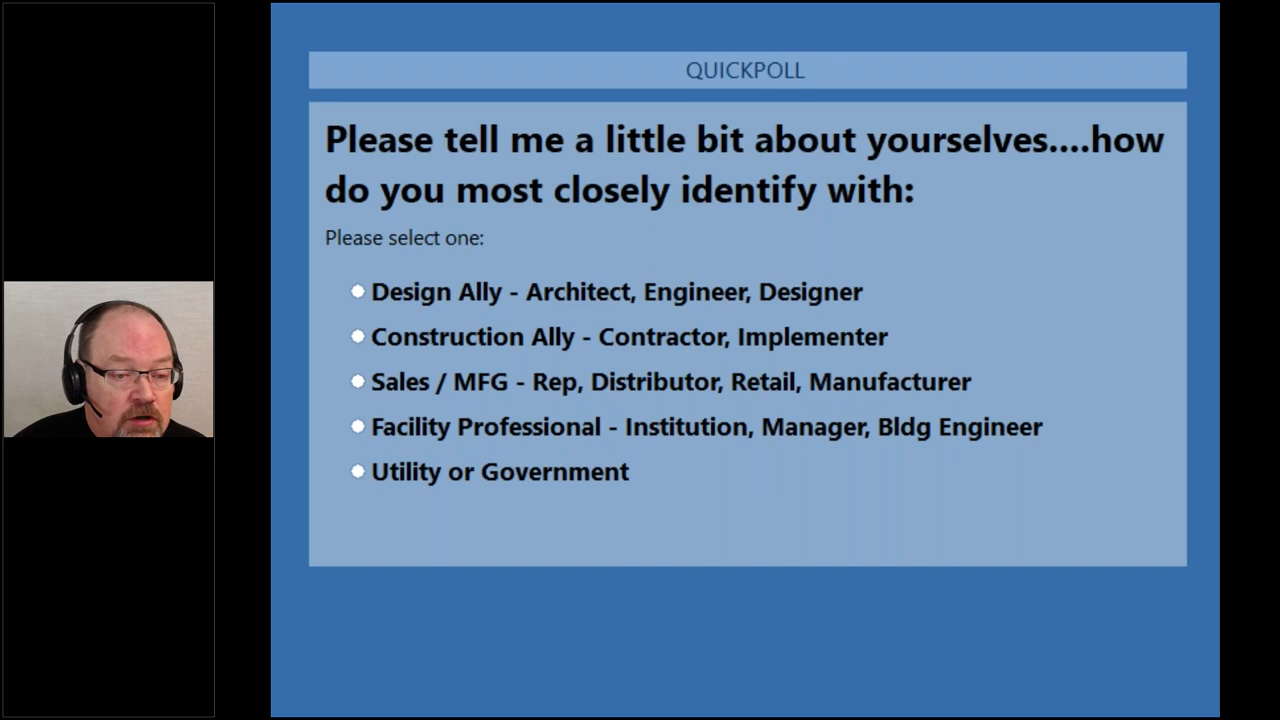 QUICKPOLL
Please tell me a little bit about yourselves....how
do you most closely identify with:
Please select one:
Design Ally - Architect, Engineer, Designer
Construction Ally - Contractor, Implementer
Sales / MFG - Rep, Distributor, Retail, Manufacturer
Facility Professional - Institution, Manager, Bldg Engineer
Utility or Government